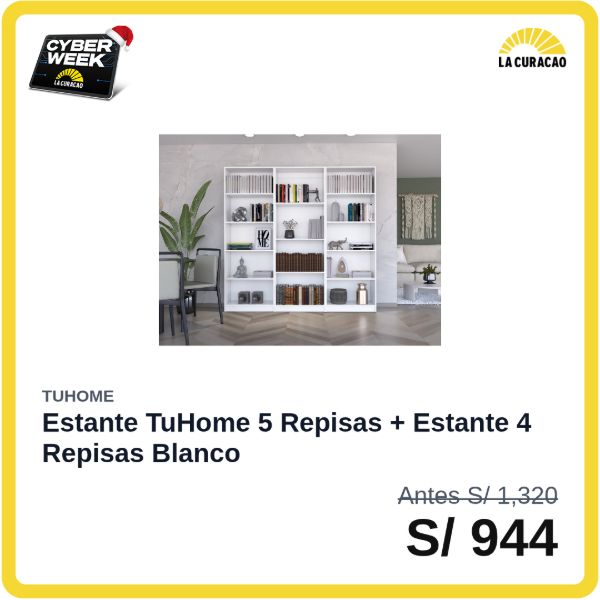 CYBER
WEEK
LA CURACAO
LA CURACAO
TUHOME
Estante TuHome 5 Repisas + Estante 4
Repisas Blanco
Antes S/ 1,320
S/ 944